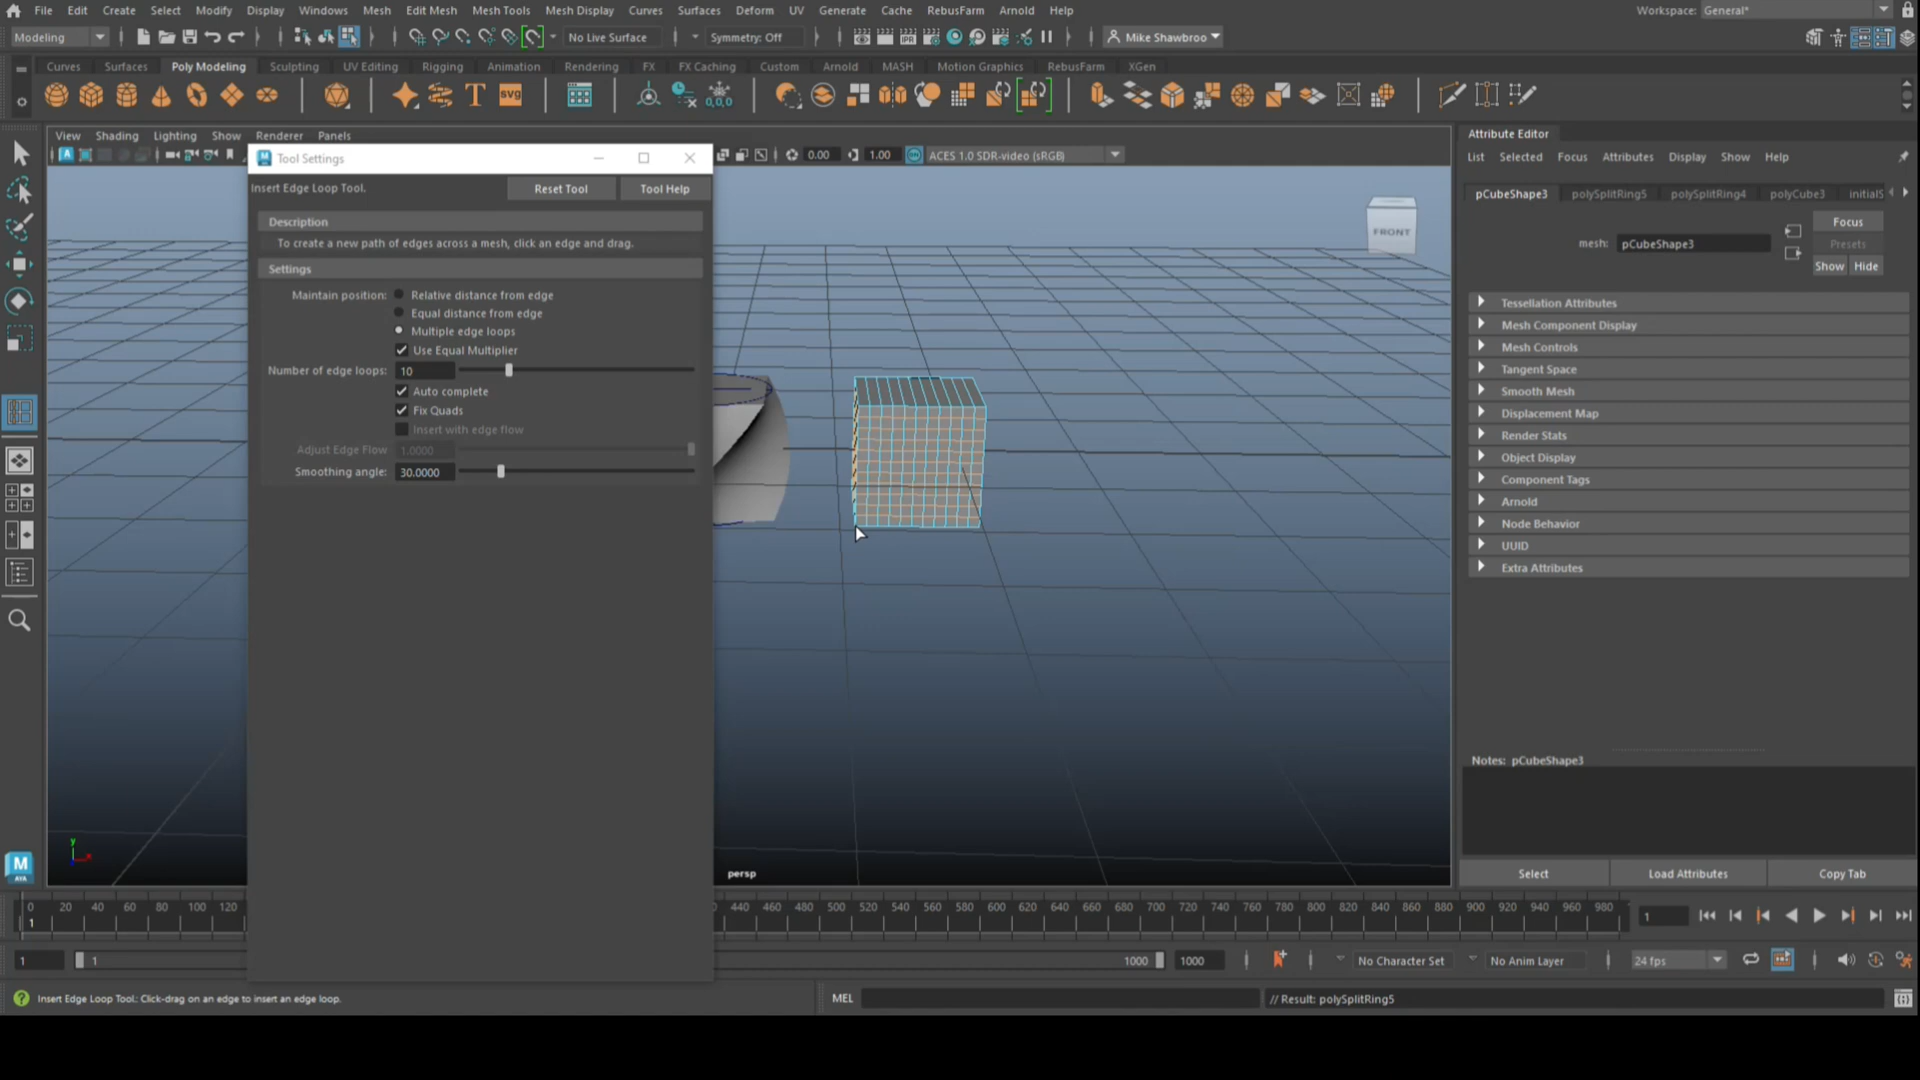 File Edit Create Select Modify Display Windows Mesh Edit Mesh Mesh Tools Mesh Display Curves Surfaces Deform UV Generate Cache RebusFarm Arnold Help Workspace: General*
Modeling No Live Surface Symmetry: Off Mike Shawbroo
Curves Surfaces Poly Modeling Sculpting UV Editing Rigging Animation Rendering FX FX Caching Custom Arnold MASH Motion Graphics RebusFarm XGen
T SVG 0,0,0
View Shading Lighting Show Renderer Panels
0.00 1.00 ACES 1.0 SDR-video (sRGB)
Tool Settings
Insert Edge Loop Tool. Reset Tool Tool Help
Description
To create a new path of edges across a mesh, click an edge and drag.
Settings
Maintain position: Relative distance from edge
Equal distance from edge
Multiple edge loops
Use Equal Multiplier
Number of edge loops: 10
Auto complete
Fix Quads
Insert with edge flow
Adjust Edge Flow 1.0000
Smoothing angle: 30.0000
FRONT
y
persp
Attribute Editor
List Selected Focus Attributes Display Show Help
pCubeShape3 polySplitRing5 polySplitRing4 polyCube3 initialS
Focus
mesh: pCubeShape3
Presets
Show Hide
Tessellation Attributes
Mesh Component Display
Mesh Controls
Tangent Space
Smooth Mesh
Displacement Map
Render Stats
Object Display
Component Tags
Arnold
Node Behavior
UUID
Extra Attributes
Notes: pCubeShape3
Select Load Attributes Copy Tab
M
AYA
0 20 40 60 80 100 120 440 460 480 500 520 540 560 580 600 620 640 660 680 700 720 740 760 780 800 820 840 860 880 900 920 940 960 980
1 1
1 1 1000 1000 No Character Set No Anim Layer 24 fps
Insert Edge Loop Tool.: Click-drag on an edge to insert an edge loop. MEL // Result: polySplitRing5